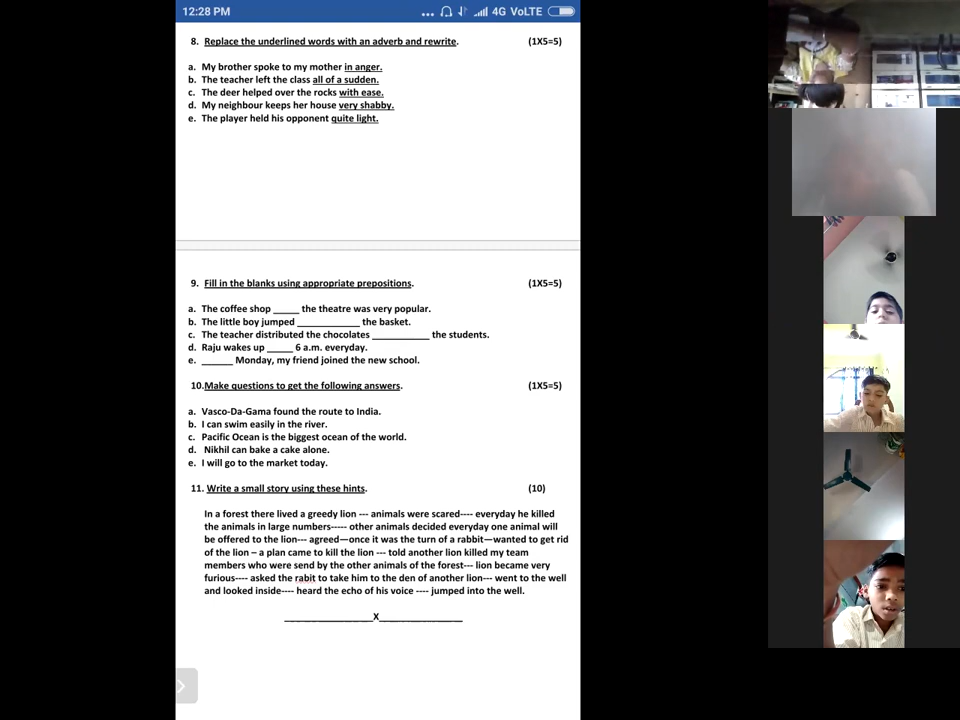 12:28 PM ... 4G VoLTE
8. Replace the underlined words with an adverb and rewrite. (1X5=5)
a. My brother spoke to my mother in anger.
b. The teacher left the class all of a sudden.
c. The deer helped over the rocks with ease.
d. My neighbour keeps her house very shabby.
e. The player held his opponent quite light.
9. Fill in the blanks using appropriate prepositions. (1X5=5)
a. The coffee shop _____ the theatre was very popular.
b. The little boy jumped ____________ the basket.
c. The teacher distributed the chocolates ___________ the students.
d. Raju wakes up _____ 6 a.m. everyday.
e. ______ Monday, my friend joined the new school.
10.Make questions to get the following answers. (1X5=5)
a. Vasco-Da-Gama found the route to India.
b. I can swim easily in the river.
c. Pacific Ocean is the biggest ocean of the world.
d. Nikhil can bake a cake alone.
e. I will go to the market today.
11. Write a small story using these hints. (10)
In a forest there lived a greedy lion --- animals were scared---- everyday he killed
the animals in large numbers----- other animals decided everyday one animal will
be offered to the lion--- agreed—once it was the turn of a rabbit—wanted to get rid
of the lion – a plan came to kill the lion --- told another lion killed my team
members who were send by the other animals of the forest--- lion became very
furious---- asked the rabit to take him to the den of another lion--- went to the well
and looked inside---- heard the echo of his voice ---- jumped into the well.
_________________X________________